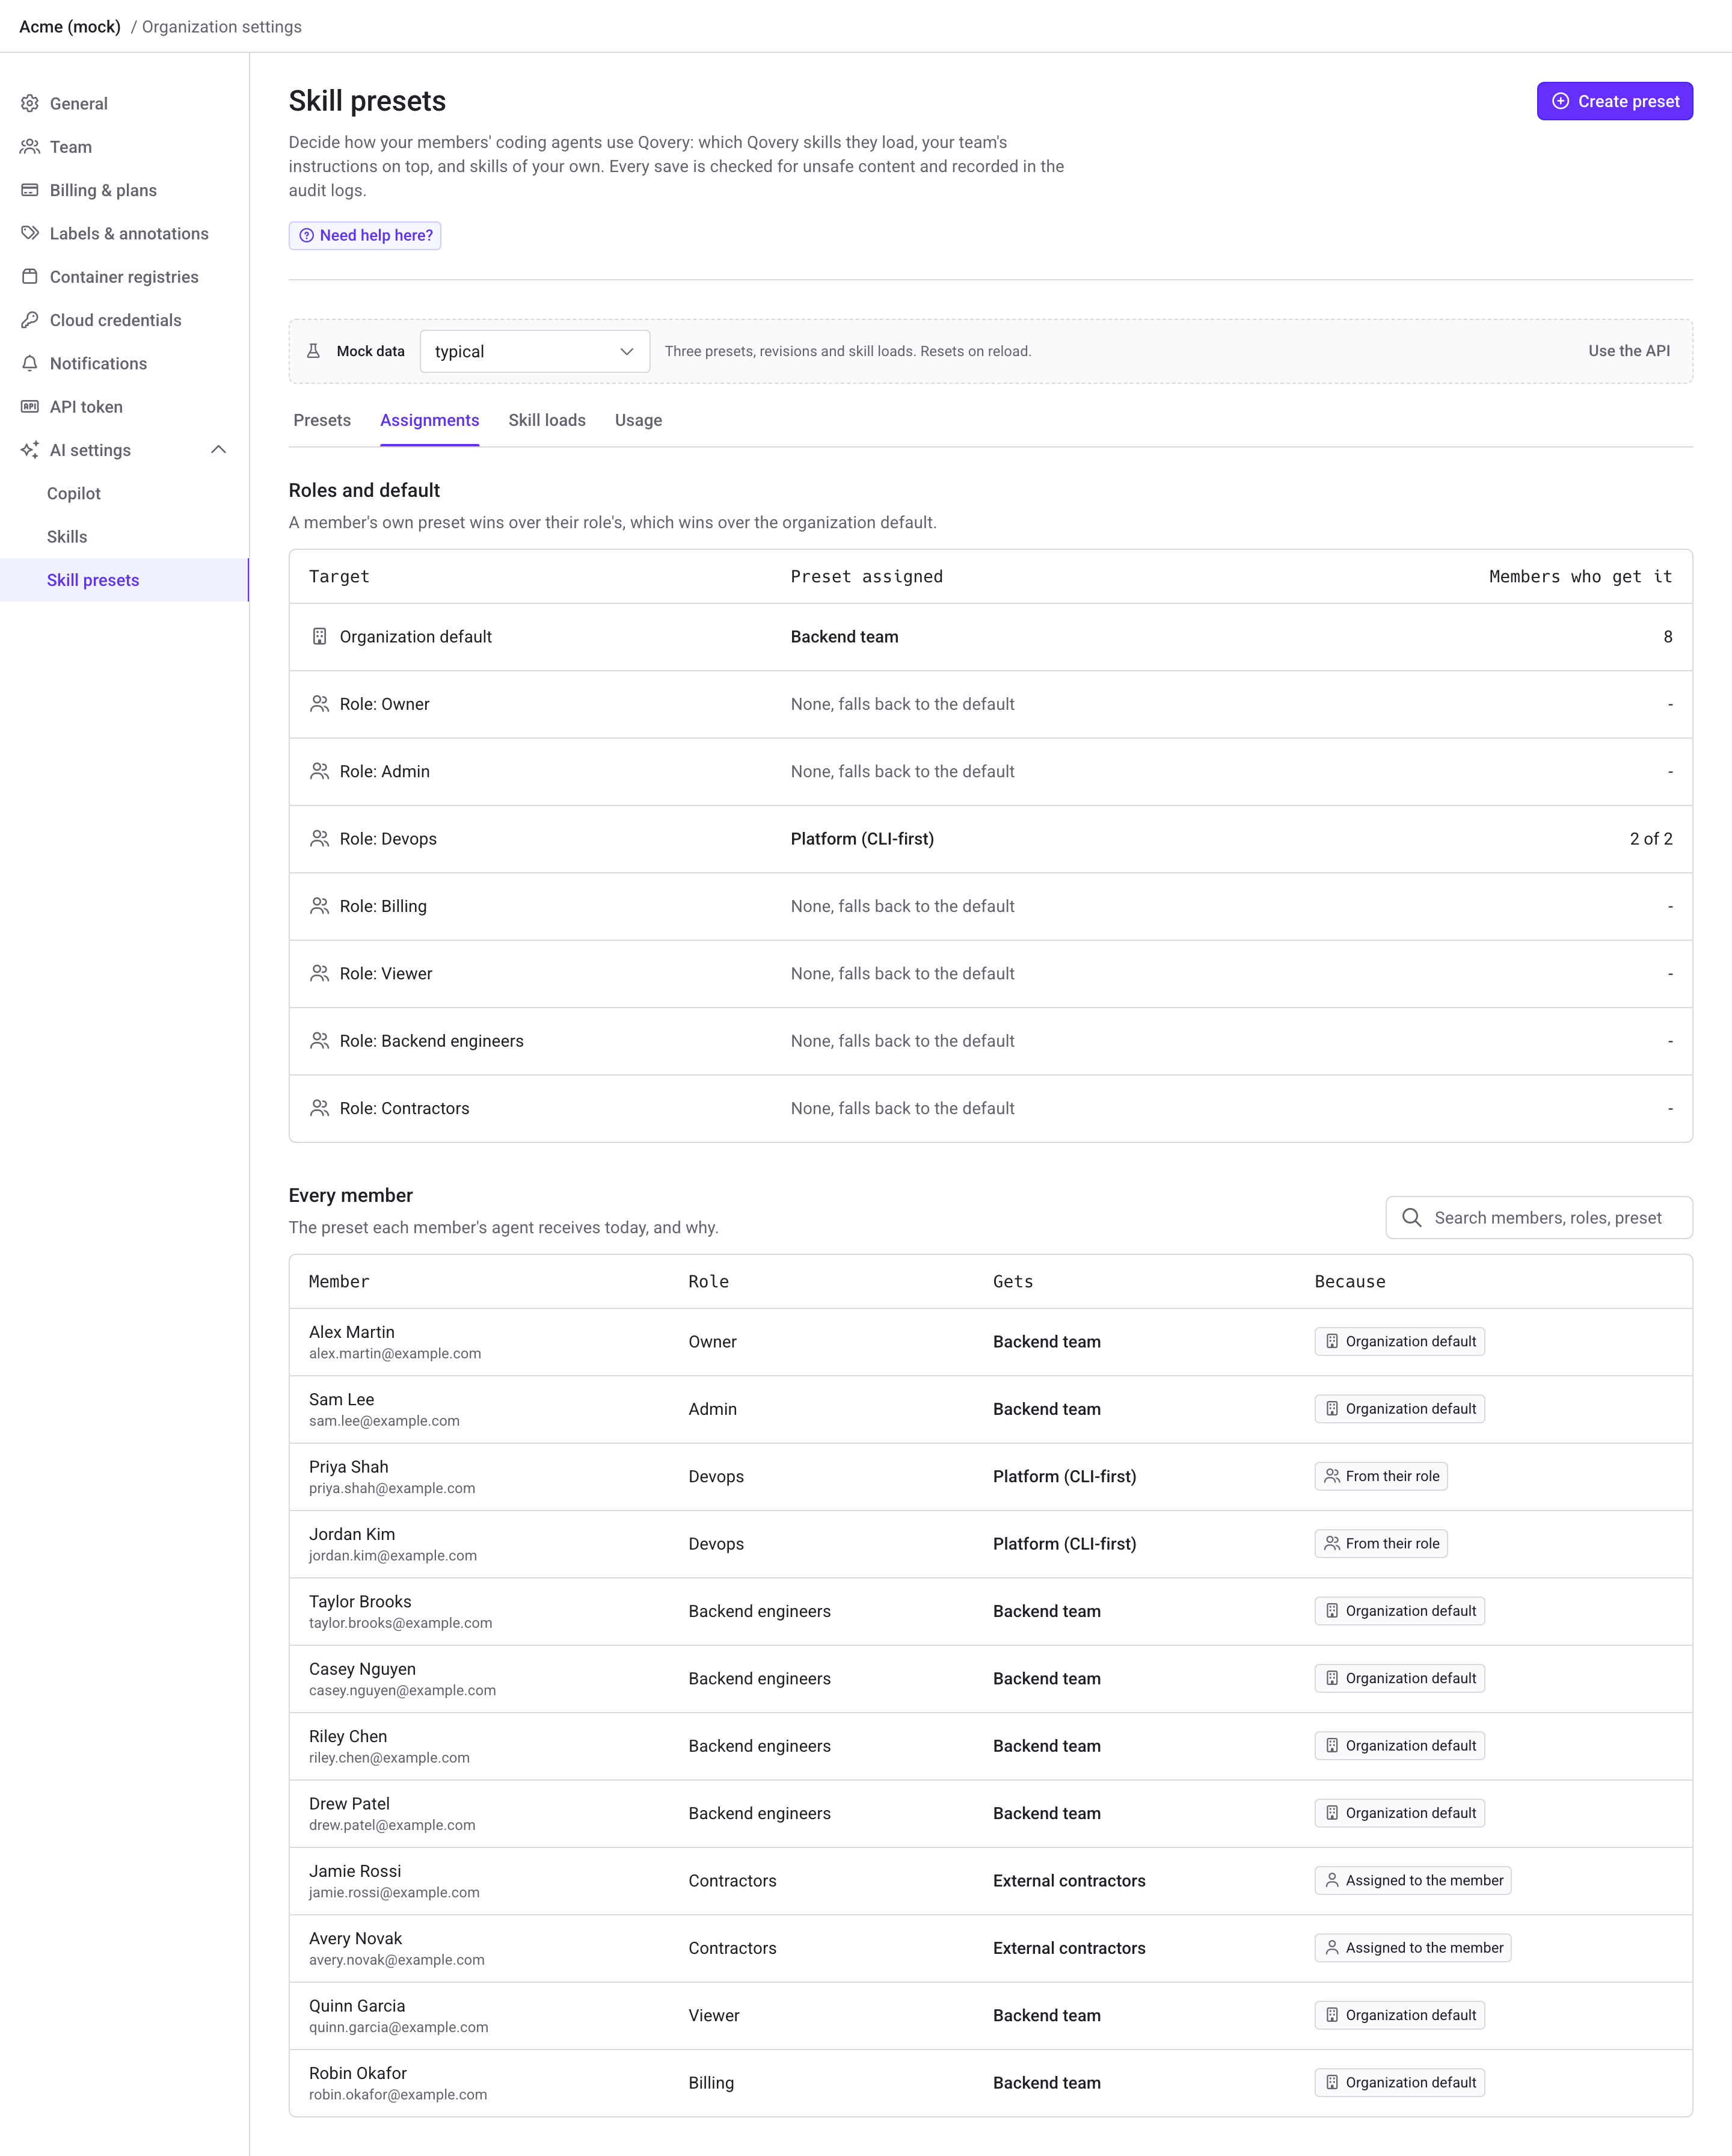 Acme (mock) / Organization settings
General
Team
Billing & plans
Labels & annotations
Container registries
Cloud credentials
Notifications
API token
AI settings
Copilot
Skills
Skill presets
Skill presets
Create preset
Decide how your members' coding agents use Qovery: which Qovery skills they load, your team's
instructions on top, and skills of your own. Every save is checked for unsafe content and recorded in the
audit logs.
Need help here?
Mock data typical Three presets, revisions and skill loads. Resets on reload. Use the API
Presets Assignments Skill loads Usage
Roles and default
A member's own preset wins over their role's, which wins over the organization default.
Target Preset assigned Members who get it
Organization default Backend team 8
Role: Owner None, falls back to the default -
Role: Admin None, falls back to the default -
Role: Devops Platform (CLI-first) 2 of 2
Role: Billing None, falls back to the default -
Role: Viewer None, falls back to the default -
Role: Backend engineers None, falls back to the default -
Role: Contractors None, falls back to the default -
Every member
The preset each member's agent receives today, and why.
Search members, roles, preset
Member Role Gets Because
Alex Martin
alex.martin@example.com
Owner Backend team Organization default
Sam Lee
sam.lee@example.com
Admin Backend team Organization default
Priya Shah
priya.shah@example.com
Devops Platform (CLI-first) From their role
Jordan Kim
jordan.kim@example.com
Devops Platform (CLI-first) From their role
Taylor Brooks
taylor.brooks@example.com
Backend engineers Backend team Organization default
Casey Nguyen
casey.nguyen@example.com
Backend engineers Backend team Organization default
Riley Chen
riley.chen@example.com
Backend engineers Backend team Organization default
Drew Patel
drew.patel@example.com
Backend engineers Backend team Organization default
Jamie Rossi
jamie.rossi@example.com
Contractors External contractors Assigned to the member
Avery Novak
avery.novak@example.com
Contractors External contractors Assigned to the member
Quinn Garcia
quinn.garcia@example.com
Viewer Backend team Organization default
Robin Okafor
robin.okafor@example.com
Billing Backend team Organization default